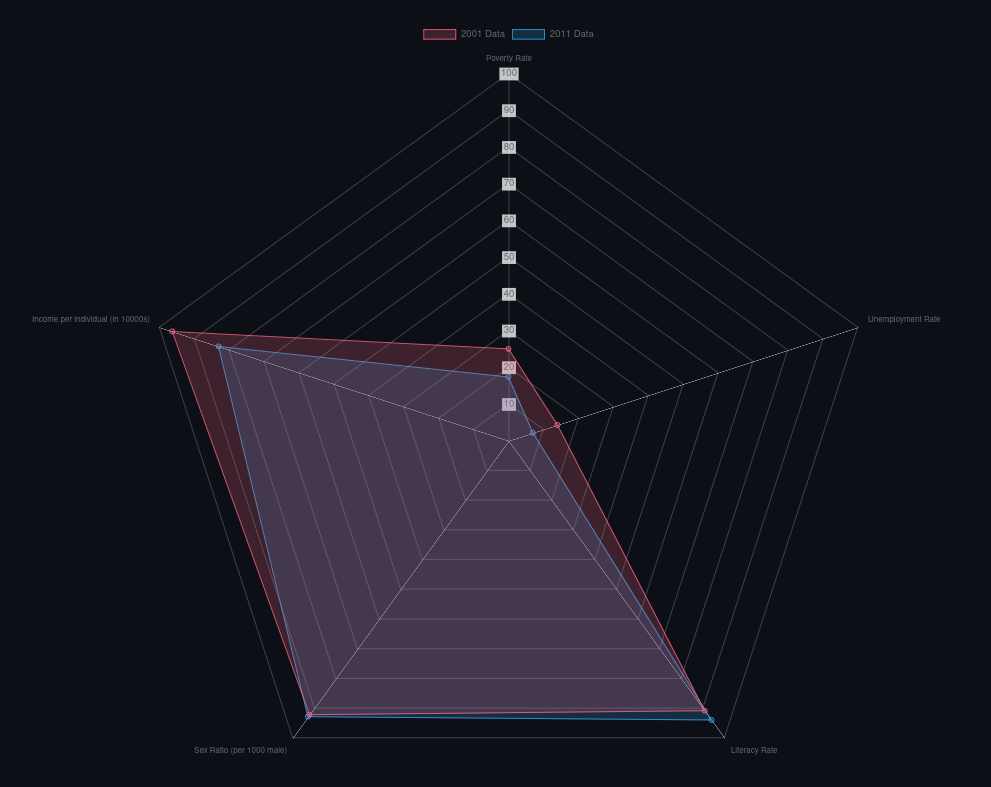 2001 Data 2011 Data
Poverty Rate
100
90
80
70
60
50
40
30
20
10
Income per individual (in 10000s)
Unemployment Rate
Sex Ratio (per 1000 male)
Literacy Rate